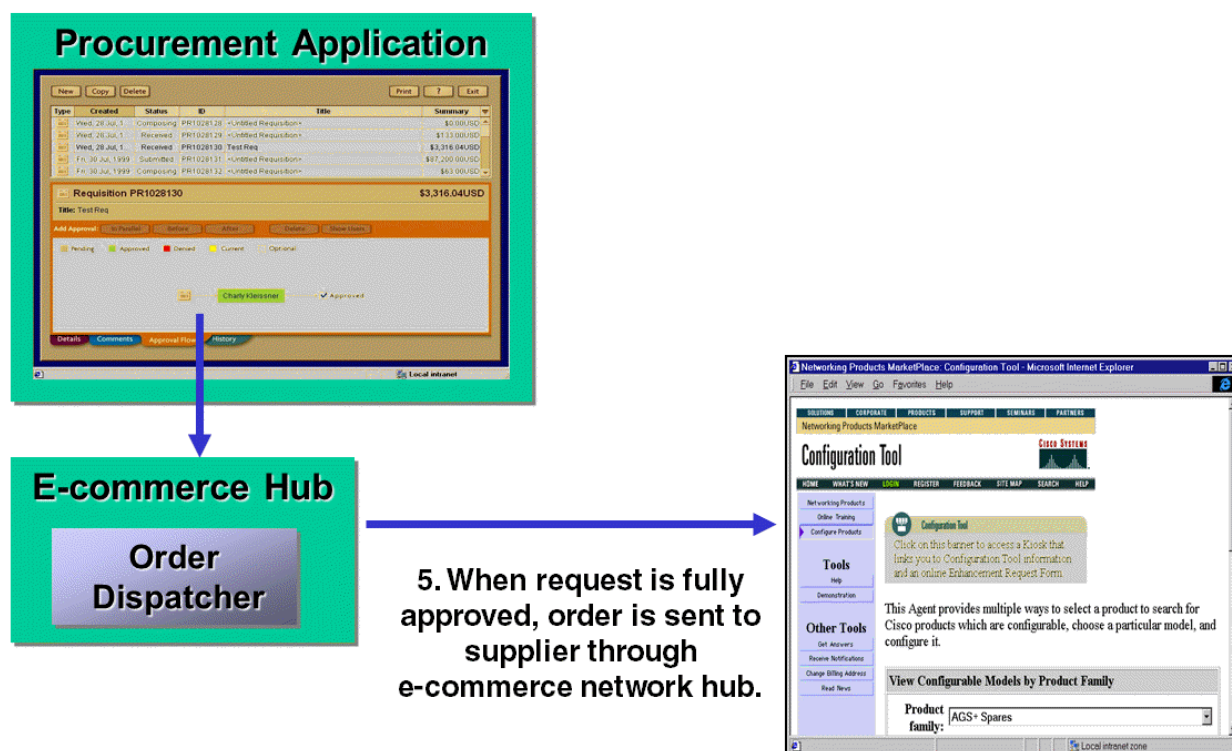 Procurement Application
New Copy Delete Print ? Exit
Type Created Status ID Title Summary
Wed, 28 Jul, 1... Composing PR1028128 <Untitled Requisition> $0.00USD
Wed, 28 Jul, 1... Received PR1028129 <Untitled Requisition> $133.00USD
Wed, 28 Jul, 1... Received PR1028130 Test Req $3,316.04USD
Fri, 30 Jul, 1999 Submitted PR1028131 <Untitled Requisition> $87,200.00USD
Fri, 30 Jul, 1999 Composing PR1028132 <Untitled Requisition> $63.00USD
Requisition PR1028130 $3,316.04USD
Title: Test Req
Add Approval: In Parallel Before After Delete Show Users
Pending Approved Denied Current Optional
Charly Kleissner Approved
Details Comments Approval Flow History
Local intranet
E-commerce Hub
Order
Dispatcher
5. When request is fully
approved, order is sent to
supplier through
e-commerce network hub.
Networking Products MarketPlace: Configuration Tool - Microsoft Internet Explorer
File Edit View Go Favorites Help
SOLUTIONS CORPORATE PRODUCTS SUPPORT SEMINARS PARTNERS
Networking Products MarketPlace
Configuration Tool
CISCO SYSTEMS
HOME WHAT'S NEW LOGIN REGISTER FEEDBACK SITE MAP SEARCH HELP
Networking Products
Online Training
Configure Products
Tools
Help
Demonstration
Other Tools
Get Answers
Receive Notifications
Change Billing Address
Read News
Configuration Tool
Click on this banner to access a Kiosk that
links you to Configuration Tool information
and an online Enhancement Request Form.
This Agent provides multiple ways to select a product to search for
Cisco products which are configurable, choose a particular model, and
configure it.
View Configurable Models by Product Family
Product
family: AGS+ Spares
Local intranet zone